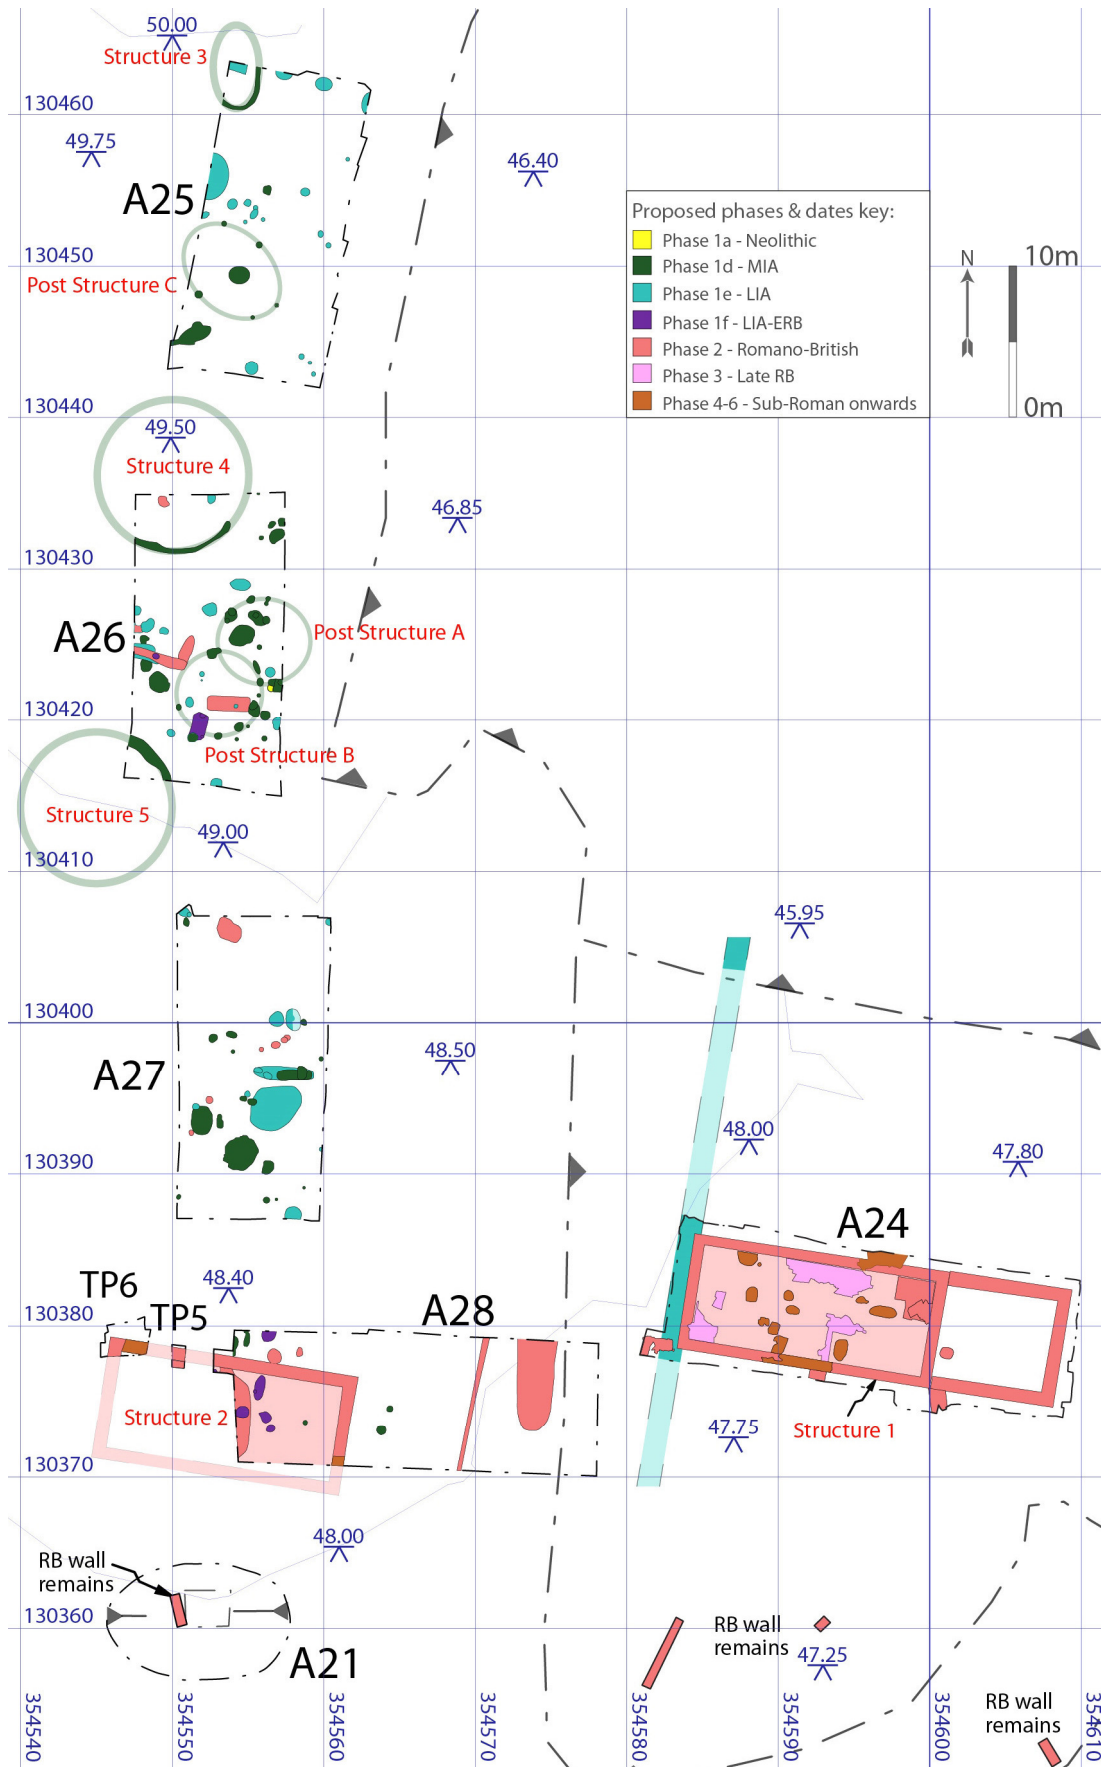 50.00
Structure 3
130460
49.75
46.40
A25
Proposed phases & dates key:
Phase 1a - Neolithic
Phase 1d - MIA
Phase 1e - LIA
Phase 1f - LIA-ERB
Phase 2 - Romano-British
Phase 3 - Late RB
Phase 4-6 - Sub-Roman onwards
N
10m
0m
130450
Post Structure C
130440
49.50
Structure 4
46.85
130430
A26
Post Structure A
130420
Post Structure B
Structure 5
49.00
130410
45.95
130400
A27
48.50
48.00
47.80
130390
A24
TP6
48.40
130380
TP5
A28
Structure 2
Structure 1
47.75
130370
48.00
RB wall
remains
130360
A21
RB wall
remains
47.25
RB wall
remains
354540
354550
354560
354570
354580
354590
354600
354610